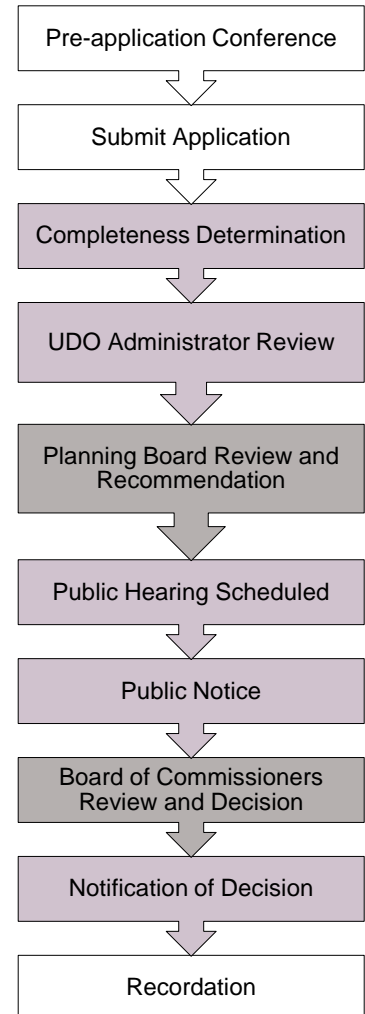 Pre-application Conference
Submit Application
Completeness Determination
UDO Administrator Review
Planning Board Review and
Recommendation
Public Hearing Scheduled
Public Notice
Board of Commissioners
Review and Decision
Notification of Decision
Recordation